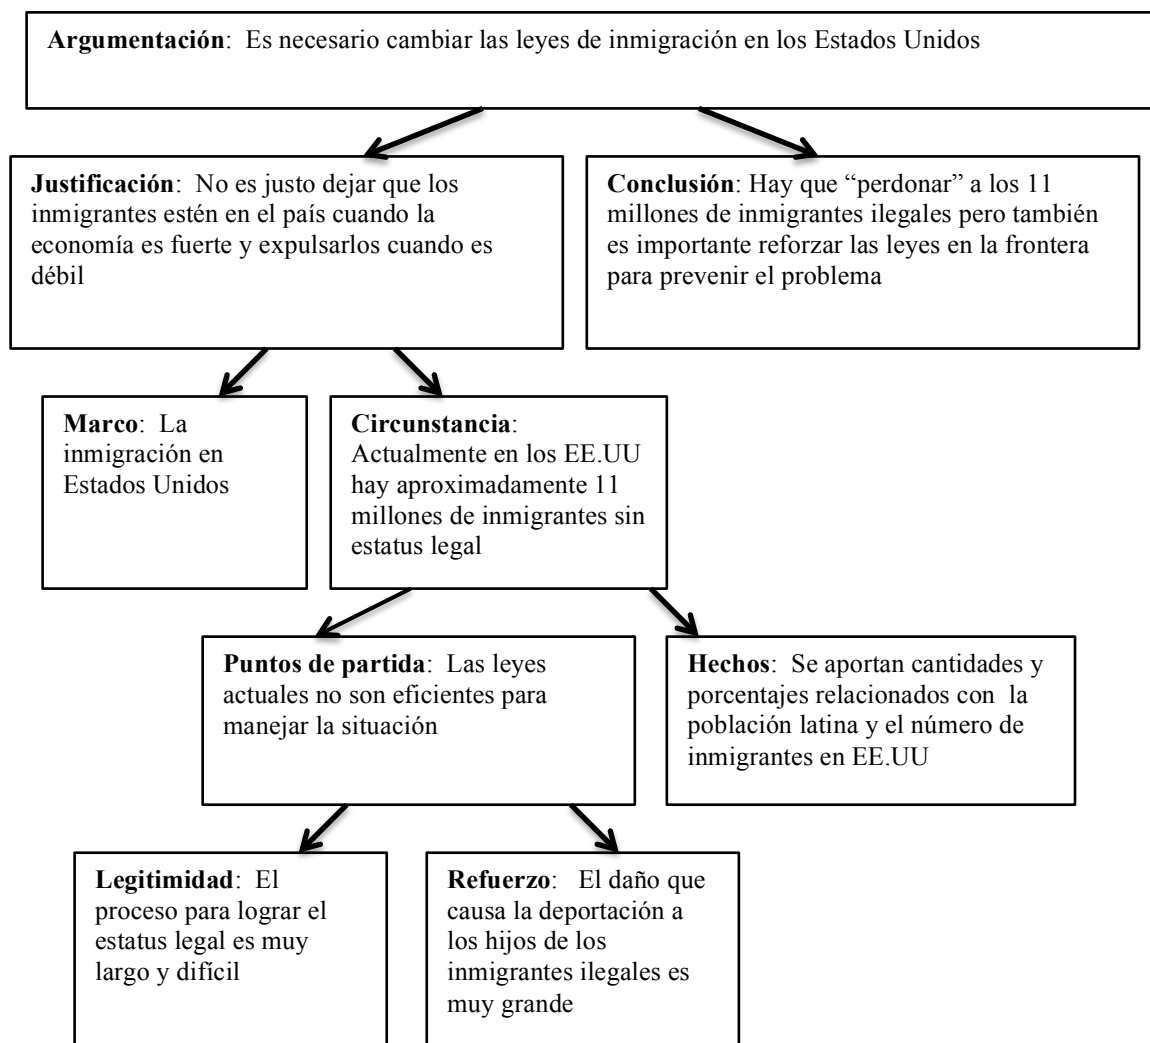 Argumentación: Es necesario cambiar las leyes de inmigración en los Estados Unidos
Justificación: No es justo dejar que los
inmigrantes estén en el país cuando la
economía es fuerte y expulsarlos cuando es
débil
Conclusión: Hay que “perdonar” a los 11
millones de inmigrantes ilegales pero también
es importante reforzar las leyes en la frontera
para prevenir el problema
Marco: La
inmigración en
Estados Unidos
Circunstancia:
Actualmente en los EE.UU
hay aproximadamente 11
millones de inmigrantes sin
estatus legal
Puntos de partida: Las leyes
actuales no son eficientes para
manejar la situación
Hechos: Se aportan cantidades y
porcentajes relacionados con la
población latina y el número de
inmigrantes en EE.UU
Legitimidad: El
proceso para lograr el
estatus legal es muy
largo y difícil
Refuerzo: El daño que
causa la deportación a
los hijos de los
inmigrantes ilegales es
muy grande